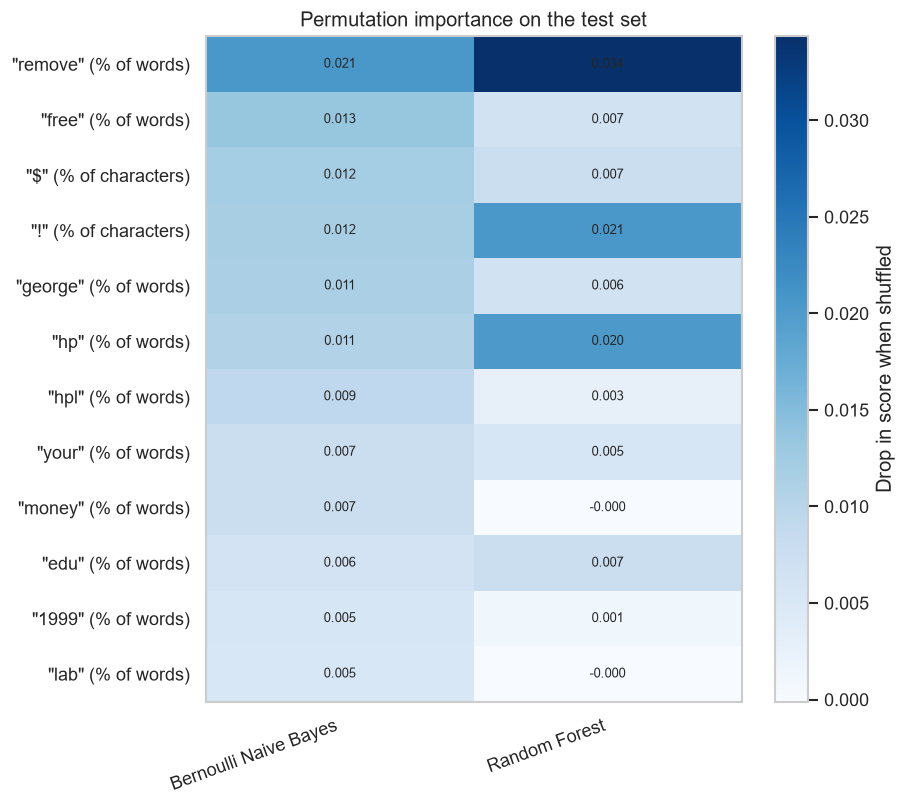 Permutation importance on the test set
"remove" (% of words) 0.021 0.034
"free" (% of words) 0.013 0.007
"$" (% of characters) 0.012 0.007
"!" (% of characters) 0.012 0.021
"george" (% of words) 0.011 0.006
"hp" (% of words) 0.011 0.020
"hpl" (% of words) 0.009 0.003
"your" (% of words) 0.007 0.005
"money" (% of words) 0.007 -0.000
"edu" (% of words) 0.006 0.007
"1999" (% of words) 0.005 0.001
"lab" (% of words) 0.005 -0.000
Bernoulli Naive Bayes
Random Forest
0.030
0.025
0.020
0.015
0.010
0.005
0.000
Drop in score when shuffled